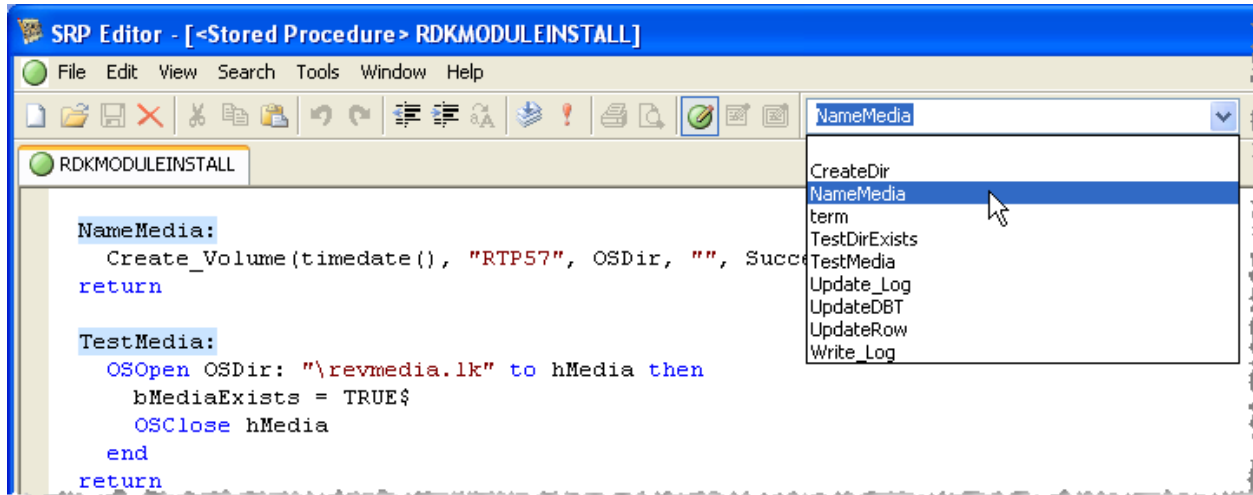 SRP Editor - [<Stored Procedure> RDKMODULEINSTALL]
File Edit View Search Tools Window Help
NameMedia
RDKMODULEINSTALL
CreateDir
NameMedia
term
TestDirExists
TestMedia
Update_Log
UpdateDBT
UpdateRow
Write_Log
NameMedia:
Create_Volume(timedate(), "RTP57", OSDir, "", Succe
return
TestMedia:
OSOpen OSDir: "\revmedia.lk" to hMedia then
bMediaExists = TRUE$
OSClose hMedia
end
return